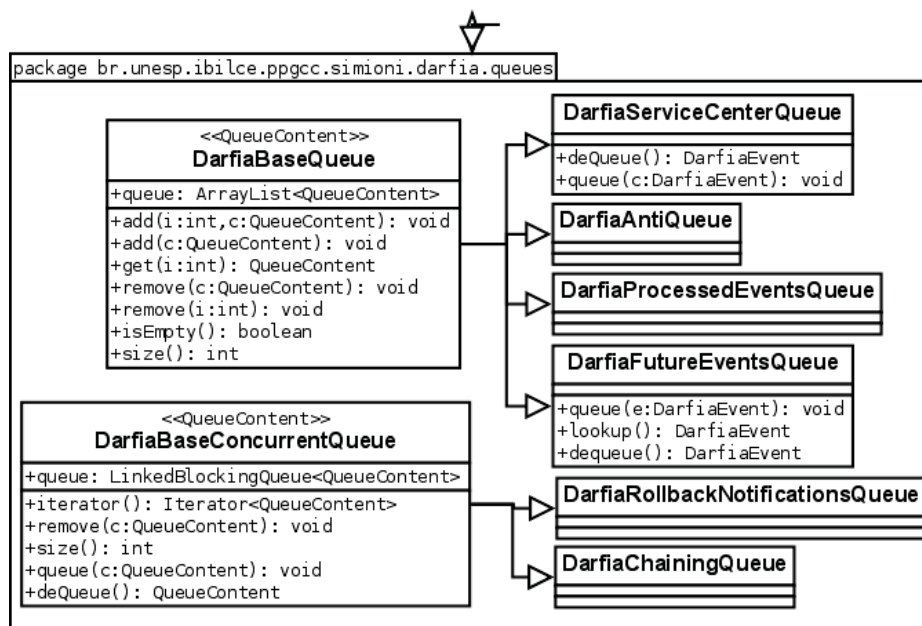 package br.unesp.ibilce.ppgcc.simioni.darfia.queues
<<QueueContent>>
DarfiaBaseQueue
+queue: ArrayList<QueueContent>
+add(i:int,c:QueueContent): void
+add(c:QueueContent): void
+get(i:int): QueueContent
+remove(c:QueueContent): void
+remove(i:int): void
+isEmpty(): boolean
+size(): int
<<QueueContent>>
DarfiaBaseConcurrentQueue
+queue: LinkedBlockingQueue<QueueContent>
+iterator(): Iterator<QueueContent>
+remove(c:QueueContent): void
+size(): int
+queue(c:QueueContent): void
+deQueue(): QueueContent
DarfiaServiceCenterQueue
+deQueue(): DarfiaEvent
+queue(c:DarfiaEvent): void
DarfiaAntiQueue
DarfiaProcessedEventsQueue
DarfiaFutureEventsQueue
+queue(e:DarfiaEvent): void
+lookup(): DarfiaEvent
+dequeue(): DarfiaEvent
DarfiaRollbackNotificationsQueue
DarfiaChainingQueue